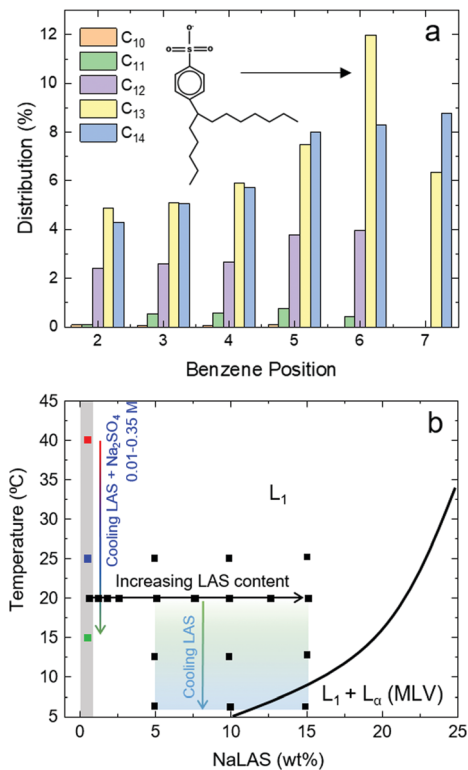 a
O-
O=S=O
C10
C11
C12
C13
C14
Distribution (%)
12
10
8
6
4
2
0
2 3 4 5 6 7
Benzene Position
b
45
40
35
30
25
20
15
10
5
Temperature (ºC)
Cooling LAS + Na2SO4
0.01-0.35 M
L1
Increasing LAS content
Cooling LAS
L1 + Lα (MLV)
0 5 10 15 20 25
NaLAS (wt%)